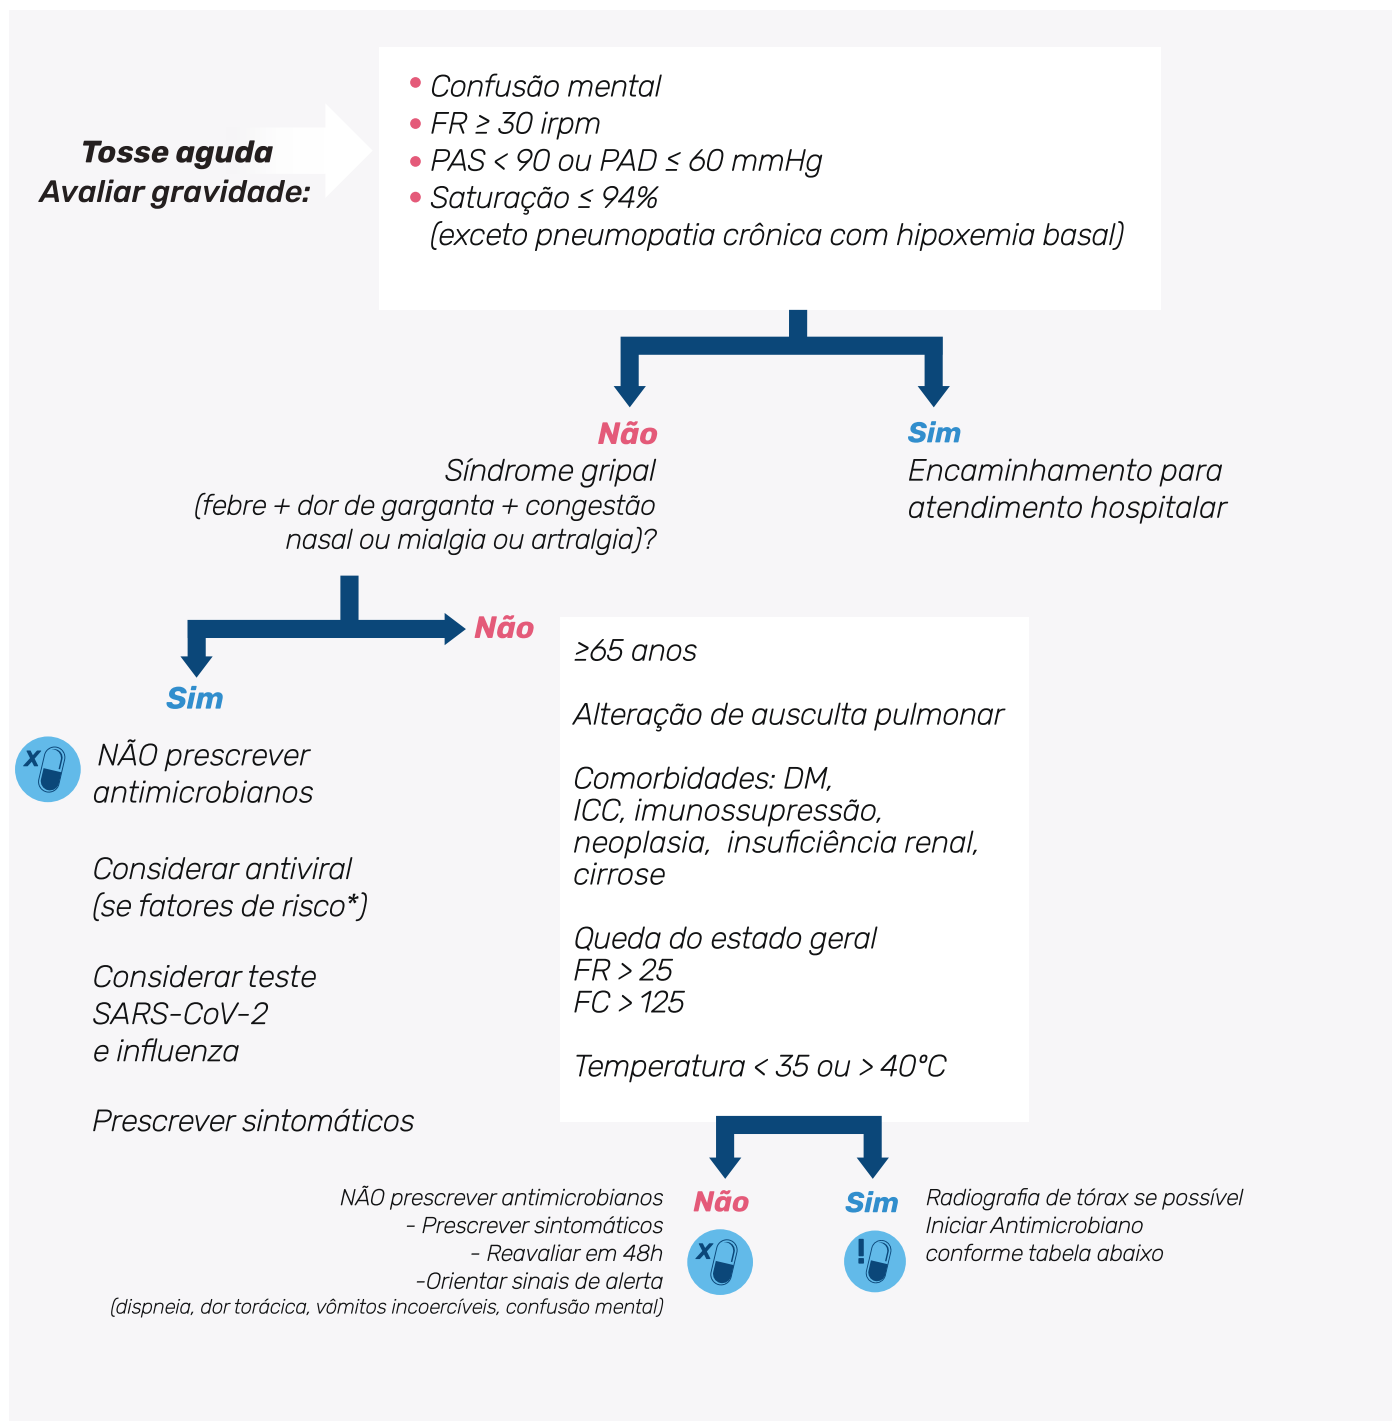 Tosse aguda
Avaliar gravidade:
• Confusão mental
• FR ≥ 30 irpm
• PAS < 90 ou PAD ≤ 60 mmHg
• Saturação ≤ 94%
(exceto pneumopatia crônica com hipoxemia basal)
Não
Síndrome gripal
(febre + dor de garganta + congestão
nasal ou mialgia ou artralgia)?
Sim
Encaminhamento para
atendimento hospitalar
Não
Sim
x
NÃO prescrever
antimicrobianos
Considerar antiviral
(se fatores de risco*)
Considerar teste
SARS-CoV-2
e influenza
Prescrever sintomáticos
≥65 anos
Alteração de ausculta pulmonar
Comorbidades: DM,
ICC, imunossupressão,
neoplasia, insuficiência renal,
cirrose
Queda do estado geral
FR > 25
FC > 125
Temperatura < 35 ou > 40°C
Não
x
NÃO prescrever antimicrobianos
- Prescrever sintomáticos
- Reavaliar em 48h
-Orientar sinais de alerta
(dispneia, dor torácica, vômitos incoercíveis, confusão mental)
Sim
!
Radiografia de tórax se possível
Iniciar Antimicrobiano
conforme tabela abaixo